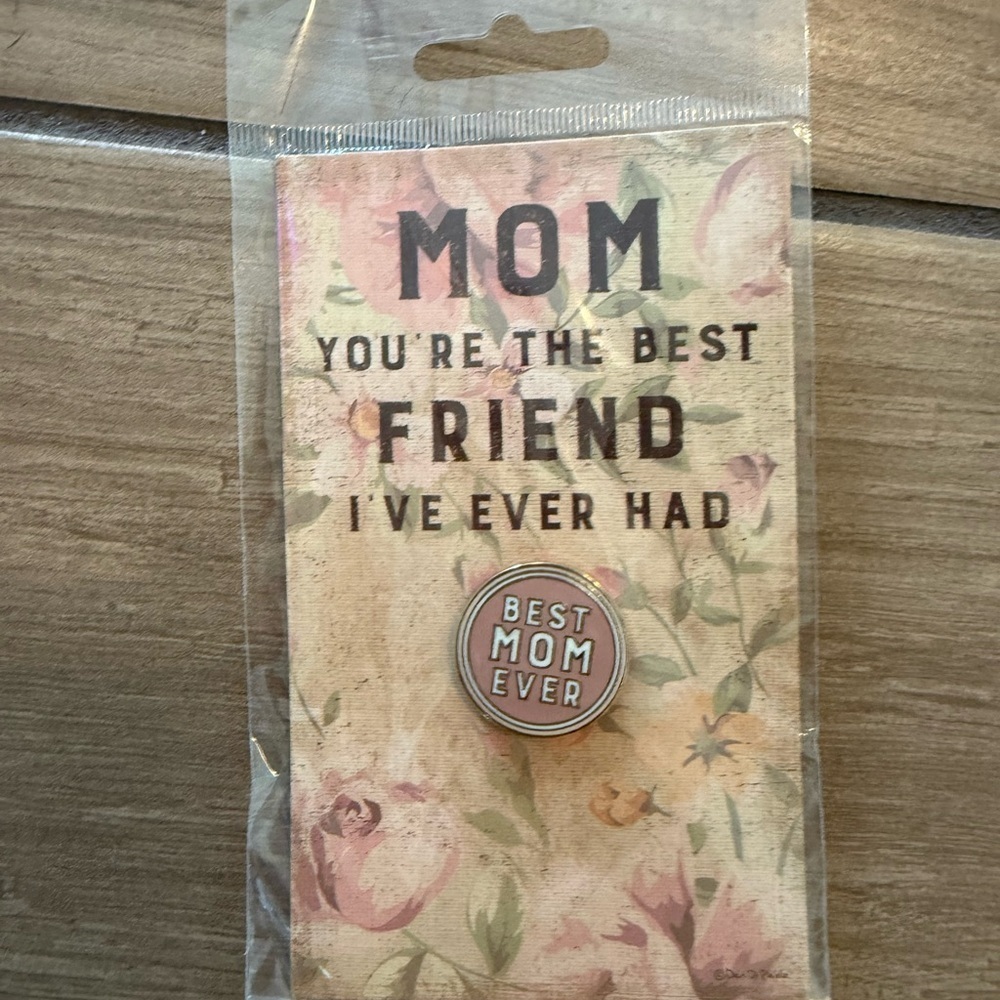 MOM
YOU'RE THE BEST
FRIEND
I'VE EVER HAD
BEST
MOM
EVER